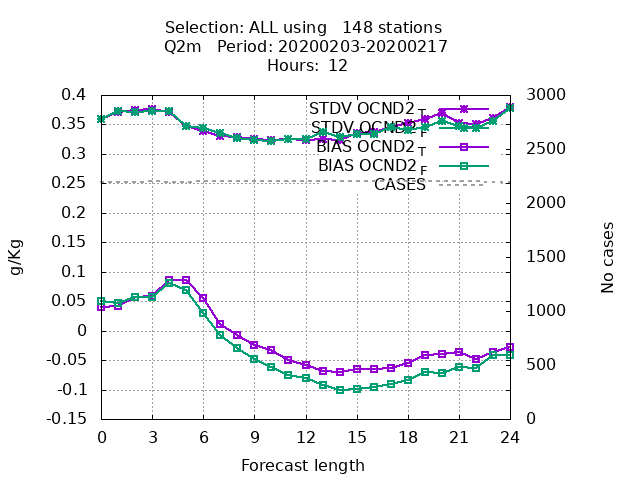 Selection: ALL using 148 stations
Q2m Period: 20200203-20200217
Hours: 12
0.4
0.35
0.3
0.25
0.2
0.15
0.1
0.05
0
-0.05
-0.1
-0.15
g/Kg
STDV OCND2 T
STDV OCND2 F
BIAS OCND2 T
BIAS OCND2 F
CASES
3000
2500
2000
1500
1000
500
0
No cases
0 3 6 9 12 15 18 21 24
Forecast length